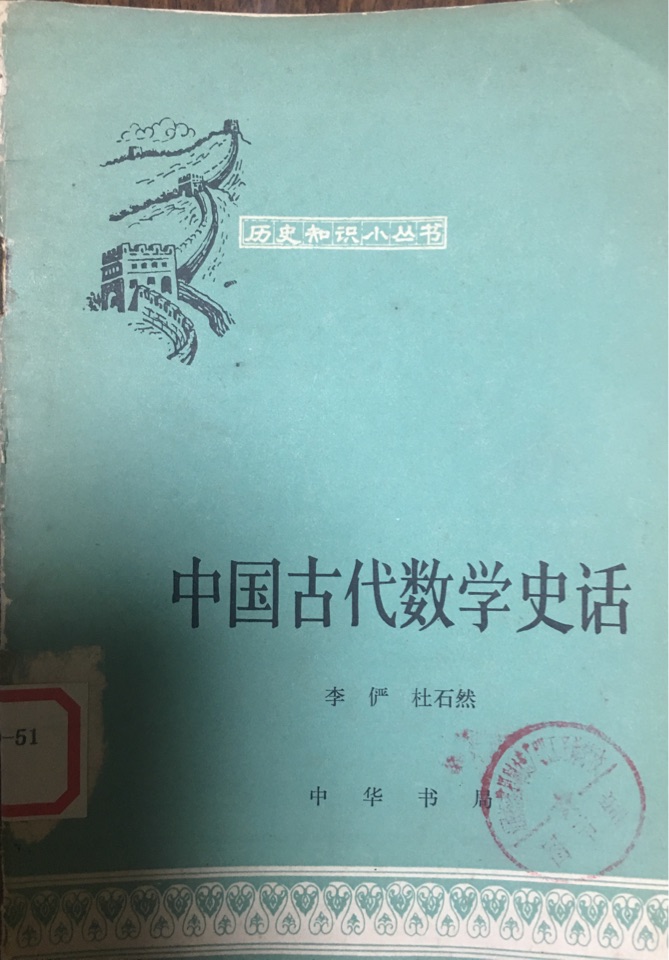 历史知识小丛书
中国古代数学史话
李俨 杜石然
-51
中华书局